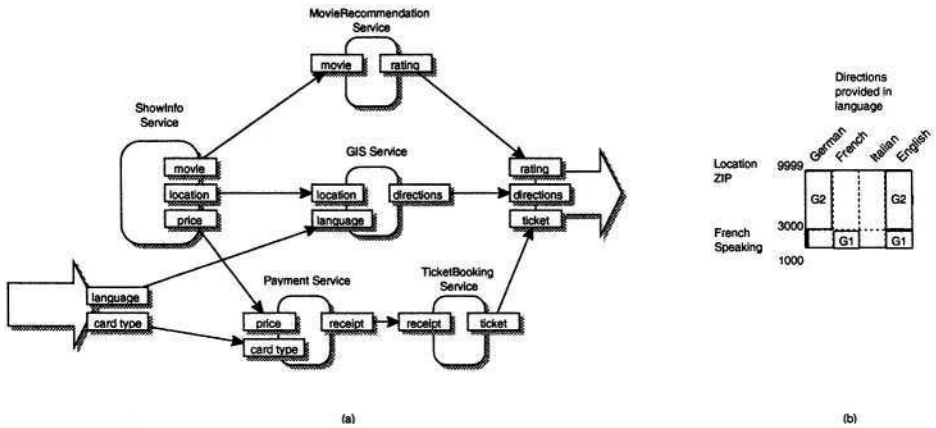 MovieRecommendation
Service
movie
rating
ShowInfo
Service
movie
location
price
GIS Service
location
language
directions
rating
directions
ticket
language
card type
Payment Service
price
card type
receipt
TicketBooking
Service
receipt
ticket
(a)
Directions
provided in
language
German
French
Italian
English
Location
ZIP
9999
G2
G2
3000
French
Speaking
G1
G1
1000
(b)